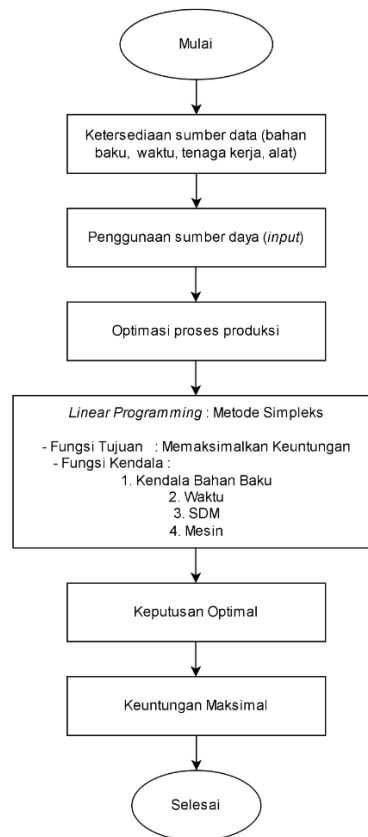 Mulai
Ketersediaan sumber data (bahan
baku, waktu, tenaga kerja, alat)
Penggunaan sumber daya (input)
Optimasi proses produksi
Linear Programming : Metode Simpleks
- Fungsi Tujuan : Memaksimalkan Keuntungan
- Fungsi Kendala :
1. Kendala Bahan Baku
2. Waktu
3. SDM
4. Mesin
Keputusan Optimal
Keuntungan Maksimal
Selesai